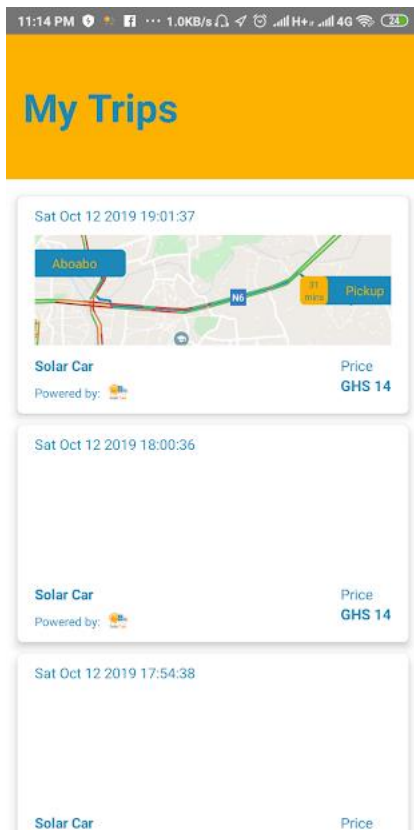 11:14 PM ··· 1.0KB/s H+ 4G 24
My Trips
Sat Oct 12 2019 19:01:37
Aboabo
N6
31
mins
Pickup
Solar Car
Price
Powered by:
GHS 14
Sat Oct 12 2019 18:00:36
Solar Car
Price
Powered by:
GHS 14
Sat Oct 12 2019 17:54:38
Solar Car
Price